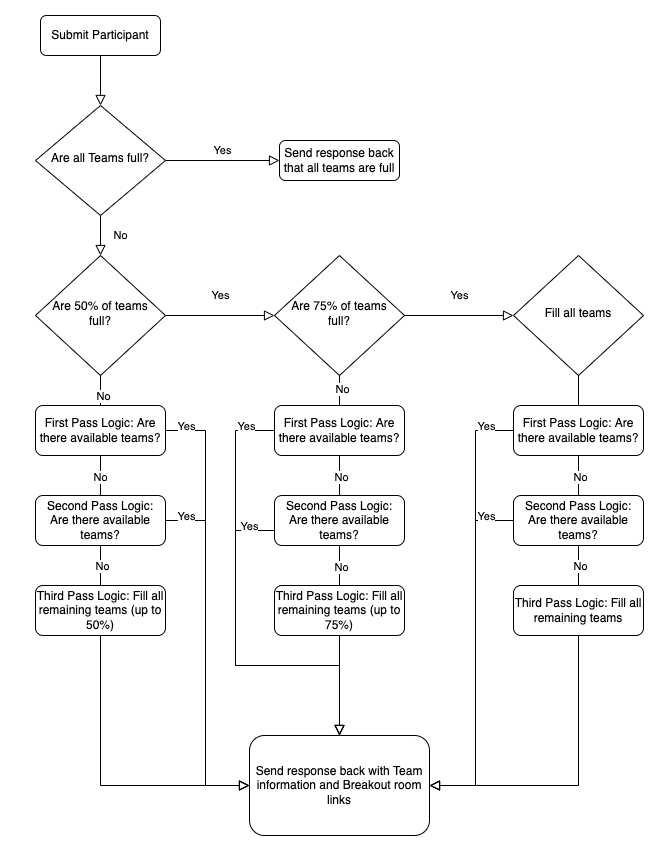 Submit Participant
Are all Teams full?
Yes
Send response back
that all teams are full
No
Are 50% of teams
full?
Yes
Are 75% of teams
full?
Yes
Fill all teams
No
No
First Pass Logic: Are
there available teams?
Yes
Yes
First Pass Logic: Are
there available teams?
Yes
First Pass Logic: Are
there available teams?
No
No
No
Second Pass Logic:
Are there available
teams?
Yes
Yes
Second Pass Logic:
Are there available
teams?
Yes
Second Pass Logic:
Are there available
teams?
No
No
No
Third Pass Logic: Fill all
remaining teams (up to
50%)
Third Pass Logic: Fill all
remaining teams (up to
75%)
Third Pass Logic: Fill all
remaining teams
Send response back with Team
information and Breakout room
links